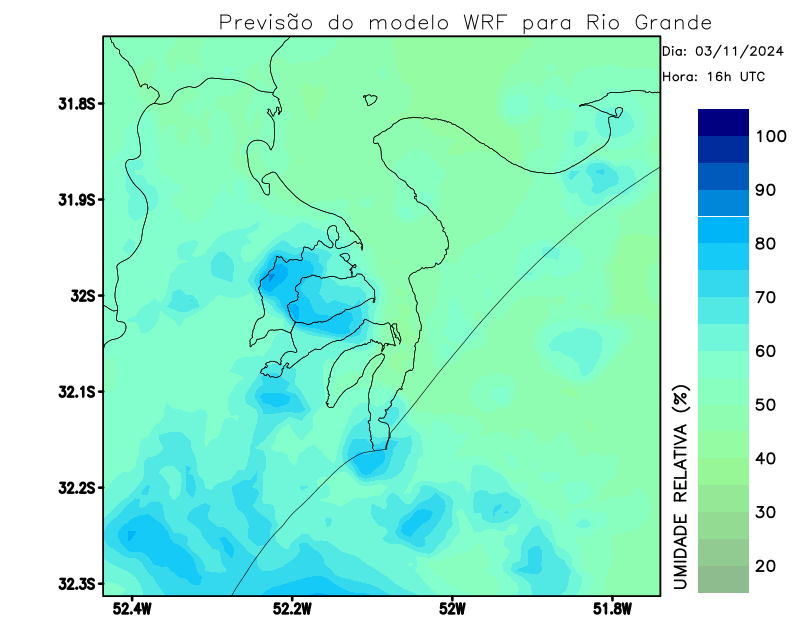 Previsão do modelo WRF para Rio Grande
Dia: 03/11/2024
Hora: 16h UTC
31.8S
31.9S
32S
32.1S
32.2S
32.3S
52.4W
52.2W
52W
51.8W
100
90
80
70
60
50
40
30
20
UMIDADE RELATIVA (%)